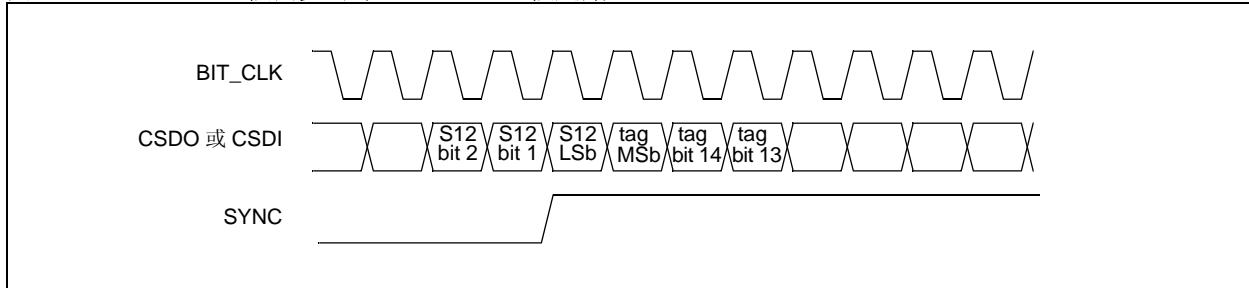 BIT_CLK
CSDO 或 CSDI
S12 bit 2
S12 bit 1
S12 LSb
tag MSb
tag bit 14
tag bit 13
SYNC